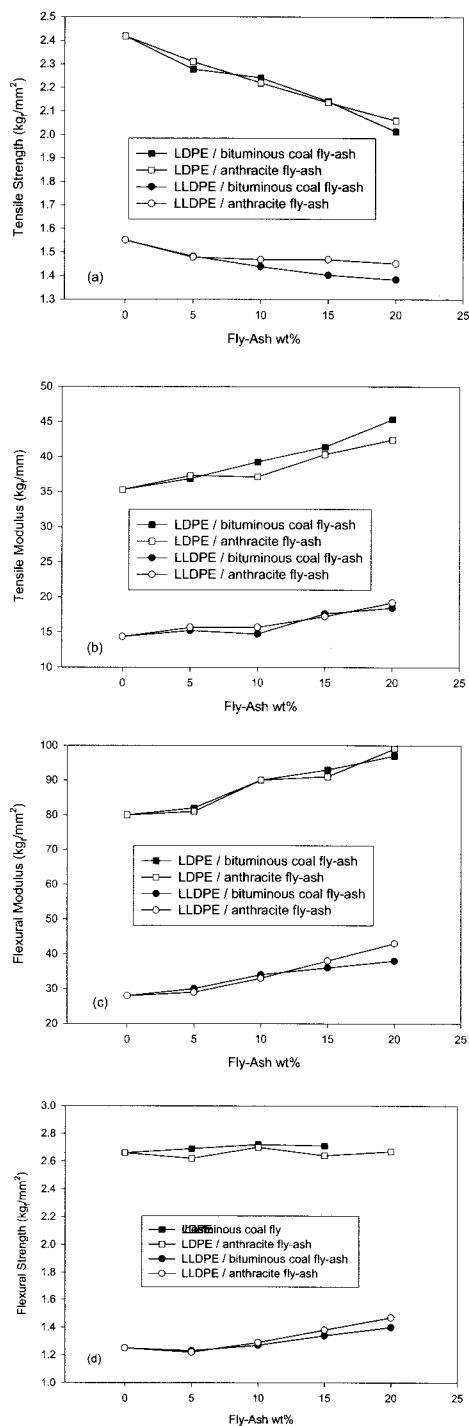 2.5
2.4
2.3
2.2
2.1
2.0
1.9
1.8
1.7
1.6
1.5
1.4
1.3
Tensile Strength (kgf/mm²)
LDPE / bituminous coal fly-ash
LDPE / anthracite fly-ash
LLDPE / bituminous coal fly-ash
LLDPE / anthracite fly-ash
(a)
0 5 10 15 20 25
Fly-Ash wt%
50
45
40
35
30
25
20
15
10
Tensile Modulus (kgf/mm)
LDPE / bituminous coal fly-ash
LDPE / anthracite fly-ash
LLDPE / bituminous coal fly-ash
LLDPE / anthracite fly-ash
(b)
0 5 10 15 20 25
Fly-Ash wt%
100
90
80
70
60
50
40
30
20
Flexural Modulus (kgf/mm²)
LDPE / bituminous coal fly-ash
LDPE / anthracite fly-ash
LLDPE / bituminous coal fly-ash
LLDPE / anthracite fly-ash
(c)
0 5 10 15 20 25
Fly-Ash wt%
3.0
2.8
2.6
2.4
2.2
2.0
1.8
1.6
1.4
1.2
1.0
Flexural Strength (kgf/mm²)
coal fly
LDPE / anthracite fly-ash
LLDPE / bituminous coal fly-ash
LLDPE / anthracite fly-ash
(d)
0 5 10 15 20 25
Fly-Ash wt%